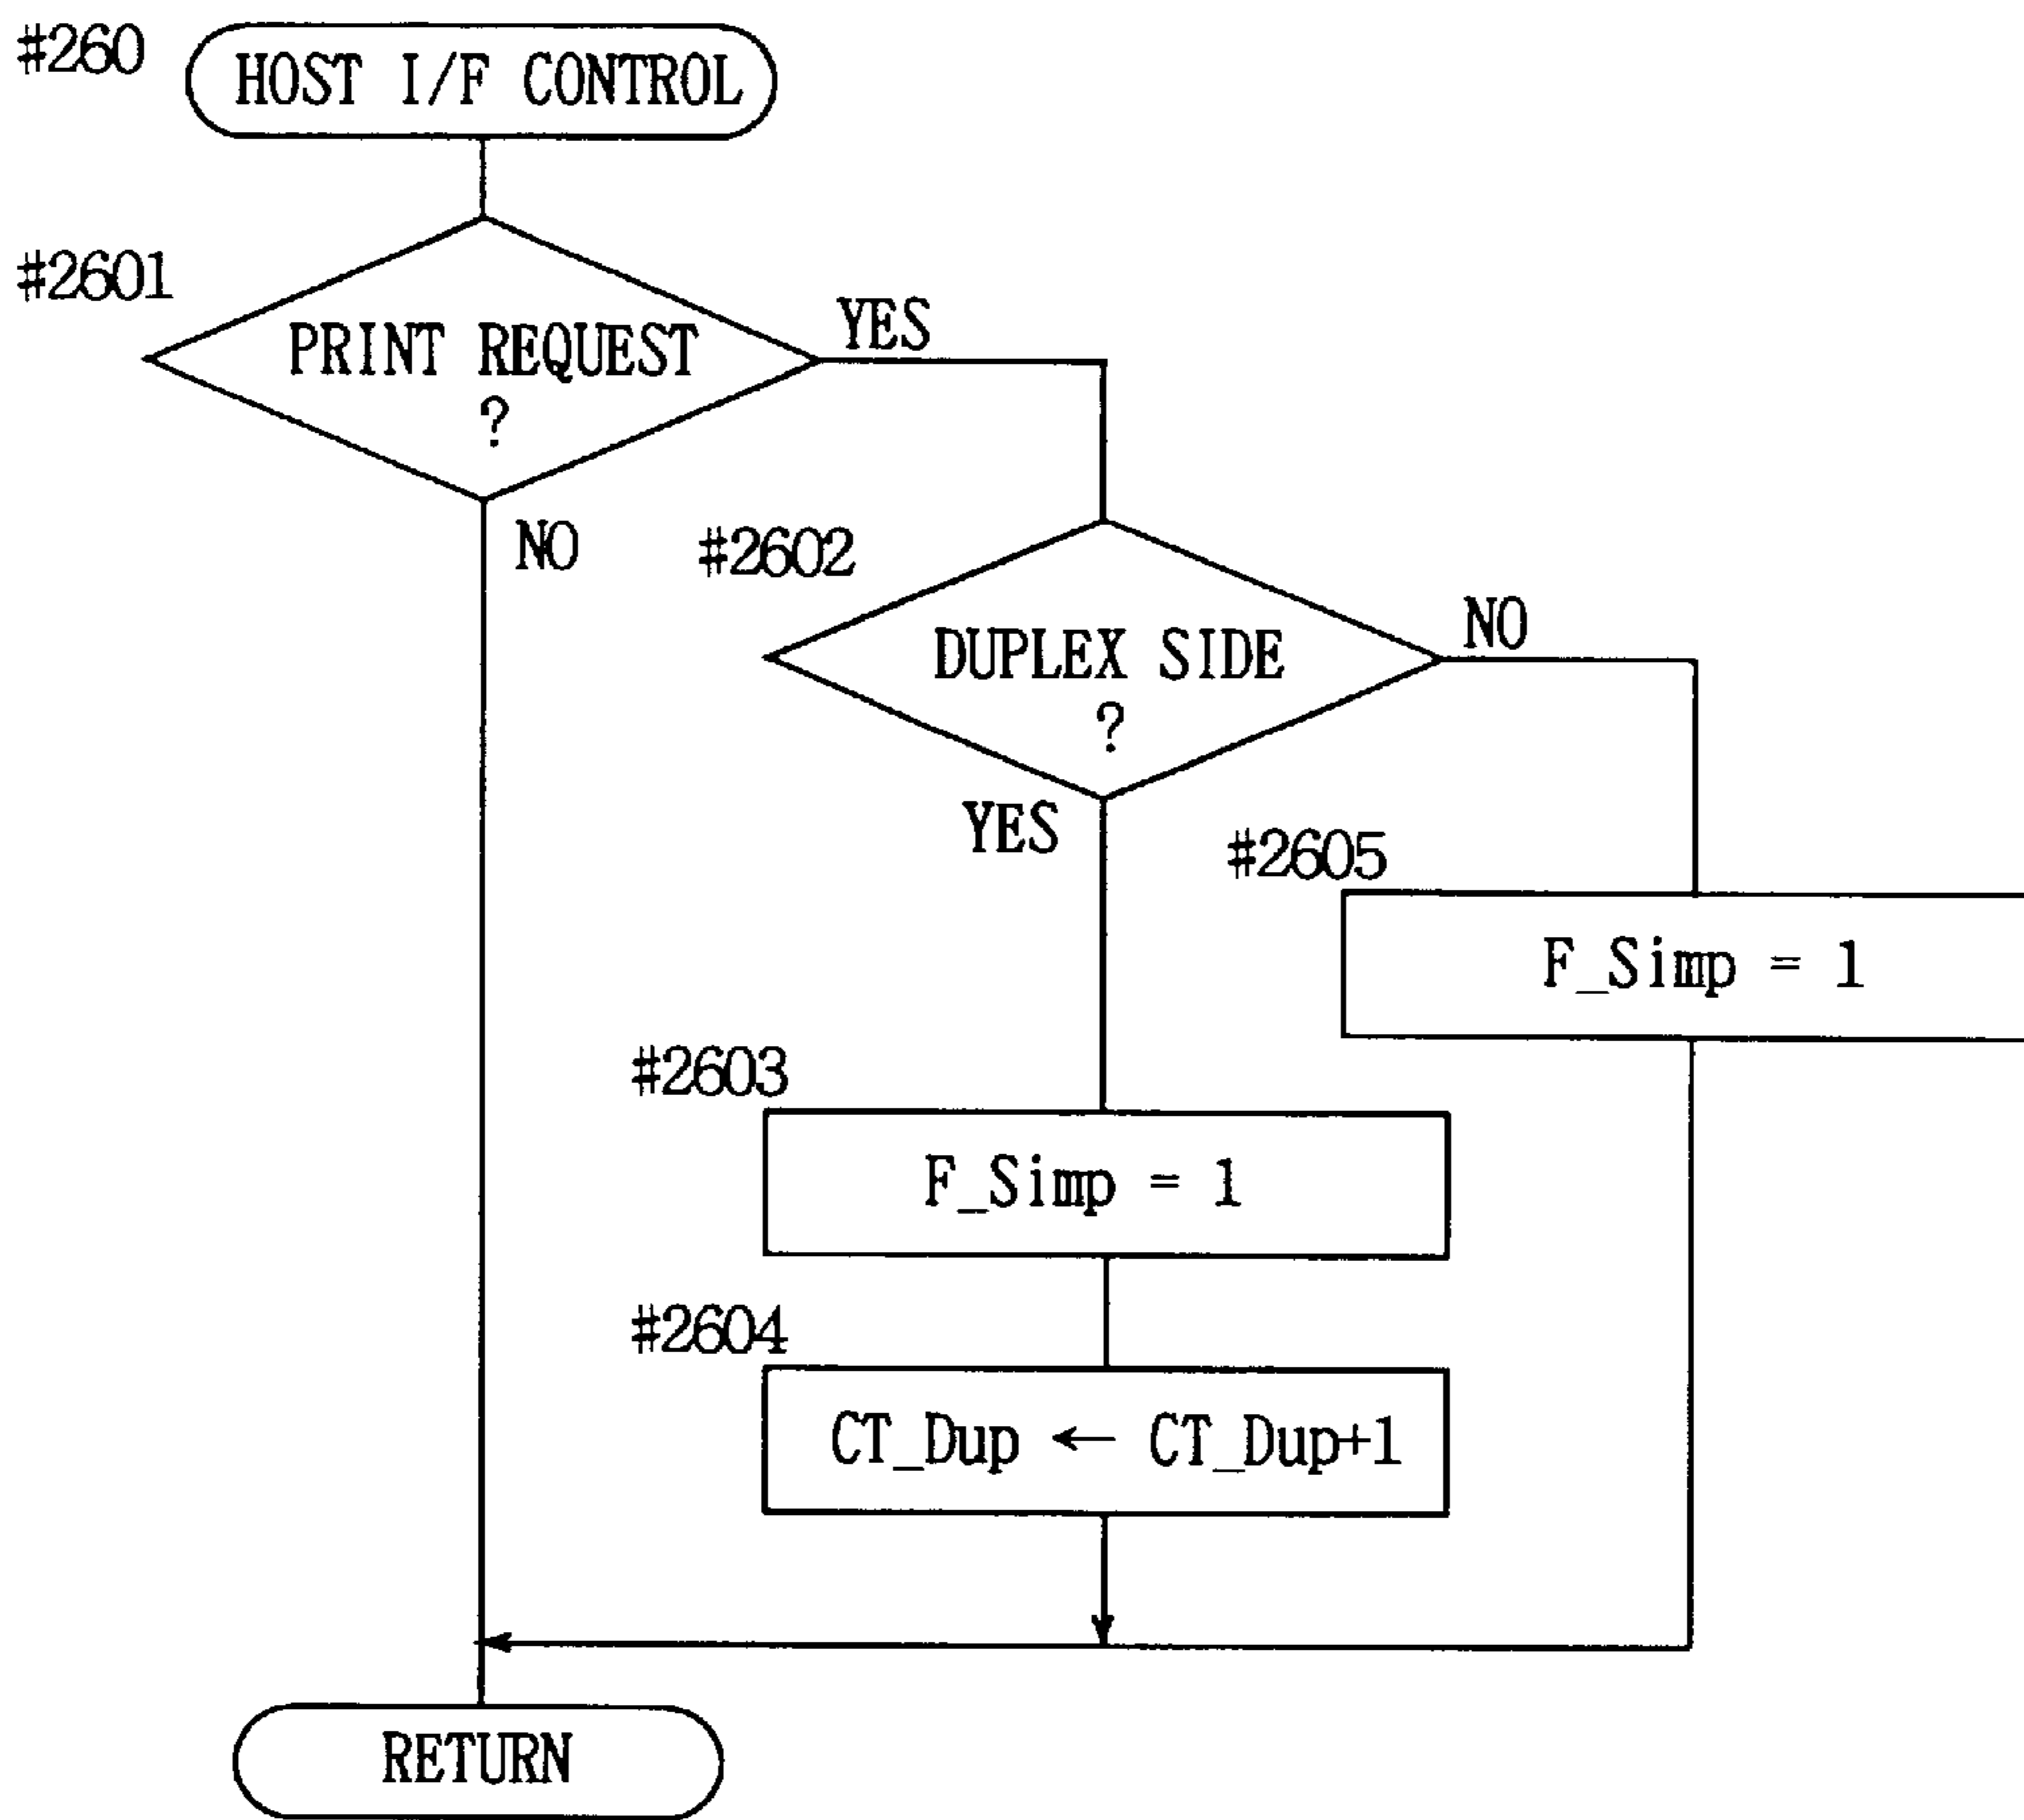 #260
HOST I/F CONTROL
#2601
PRINT REQUEST
?
YES
NO
#2602
DUPLEX SIDE
?
NO
YES
#2605
F_Simp = 1
#2603
F_Simp = 1
#2604
CT_Dup ← CT_Dup+1
RETURN